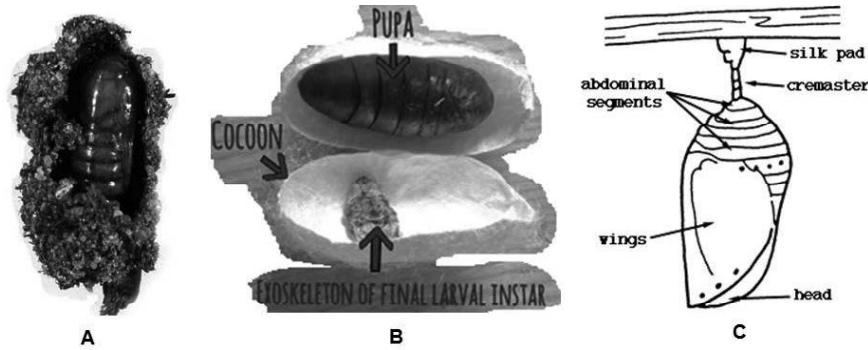 PUPA
COCOON
EXOSKELETON OF FINAL LARVAL INSTAR
silk pad
cremaster
abdominal
segments
wings
head
A
B
C